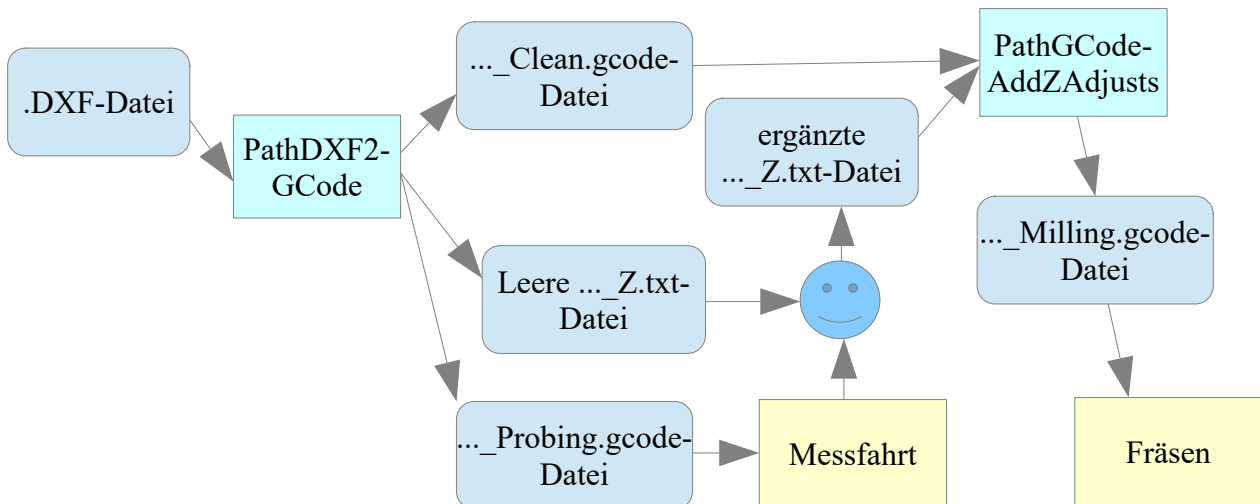 .DXF-Datei
PathDXF2-
GCode
..._Clean.gcode-
Datei
Leere ..._Z.txt-
Datei
..._Probing.gcode-
Datei
ergänzte
..._Z.txt-Datei
Messfahrt
PathGCode-
AddZAdjusts
..._Milling.gcode-
Datei
Fräsen